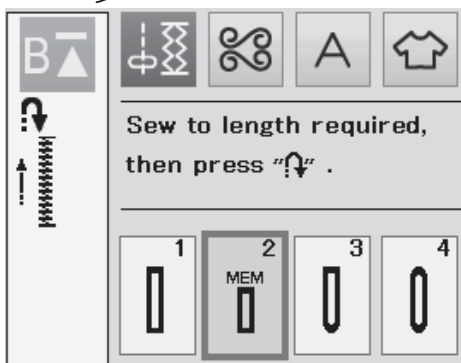 B
A
Sew to length required,
then press "" .
1
2
3
4
MEM